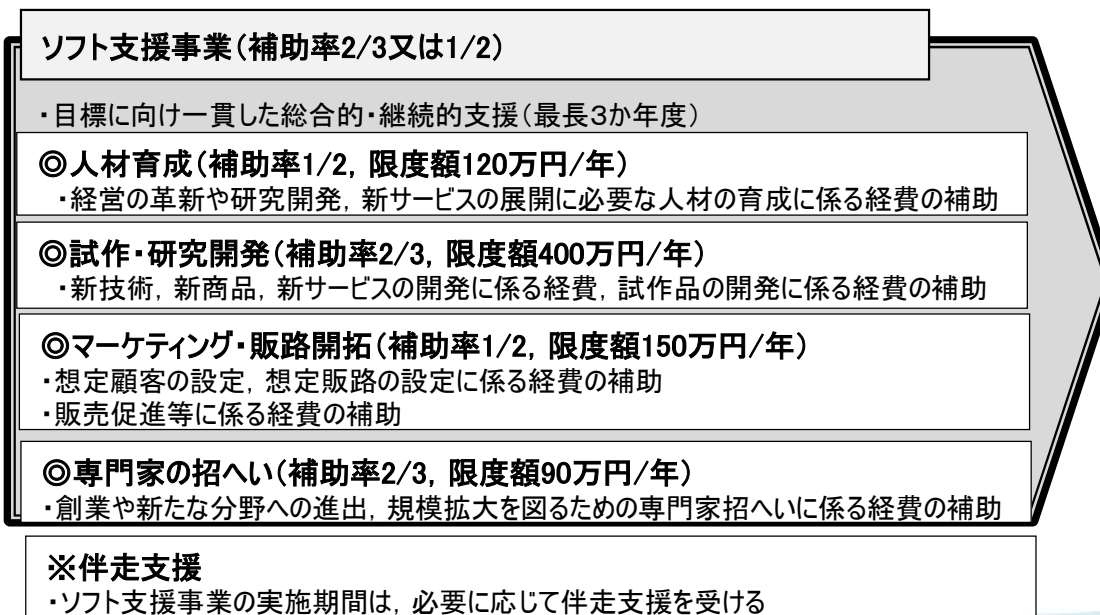 ソフト支援事業(補助率2/3又は1/2)
・目標に向け一貫した総合的・継続的支援(最長3か年度)
◎人材育成(補助率1/2, 限度額120万円/年)
・経営の革新や研究開発, 新サービスの展開に必要な人材の育成に係る経費の補助
◎試作・研究開発(補助率2/3, 限度額400万円/年)
・新技術, 新商品, 新サービスの開発に係る経費, 試作品の開発に係る経費の補助
◎マーケティング・販路開拓(補助率1/2, 限度額150万円/年)
・想定顧客の設定, 想定販路の設定に係る経費の補助
・販売促進等に係る経費の補助
◎専門家の招へい(補助率2/3, 限度額90万円/年)
・創業や新たな分野への進出, 規模拡大を図るための専門家招へいに係る経費の補助
※伴走支援
・ソフト支援事業の実施期間は, 必要に応じて伴走支援を受ける